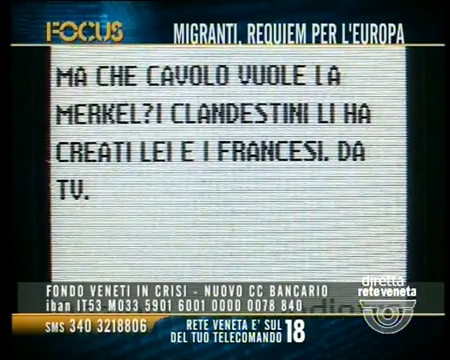 FOCUS
MIGRANTI, REQUIEM PER L'EUROPA
MA CHE CAVOLO VUOLE LA
MERKEL?I CLANDESTINI LI HA
CREATI LEI E I FRANCESI. DA
TV.
FONDO VENETI IN CRISI - NUOVO CC BANCARIO
iban IT53 M033 5901 6001 0000 0078 840
diretta
reteveneta
SMS 340 3218806
RETE VENETA E' SUL
DEL TUO TELECOMANDO 18